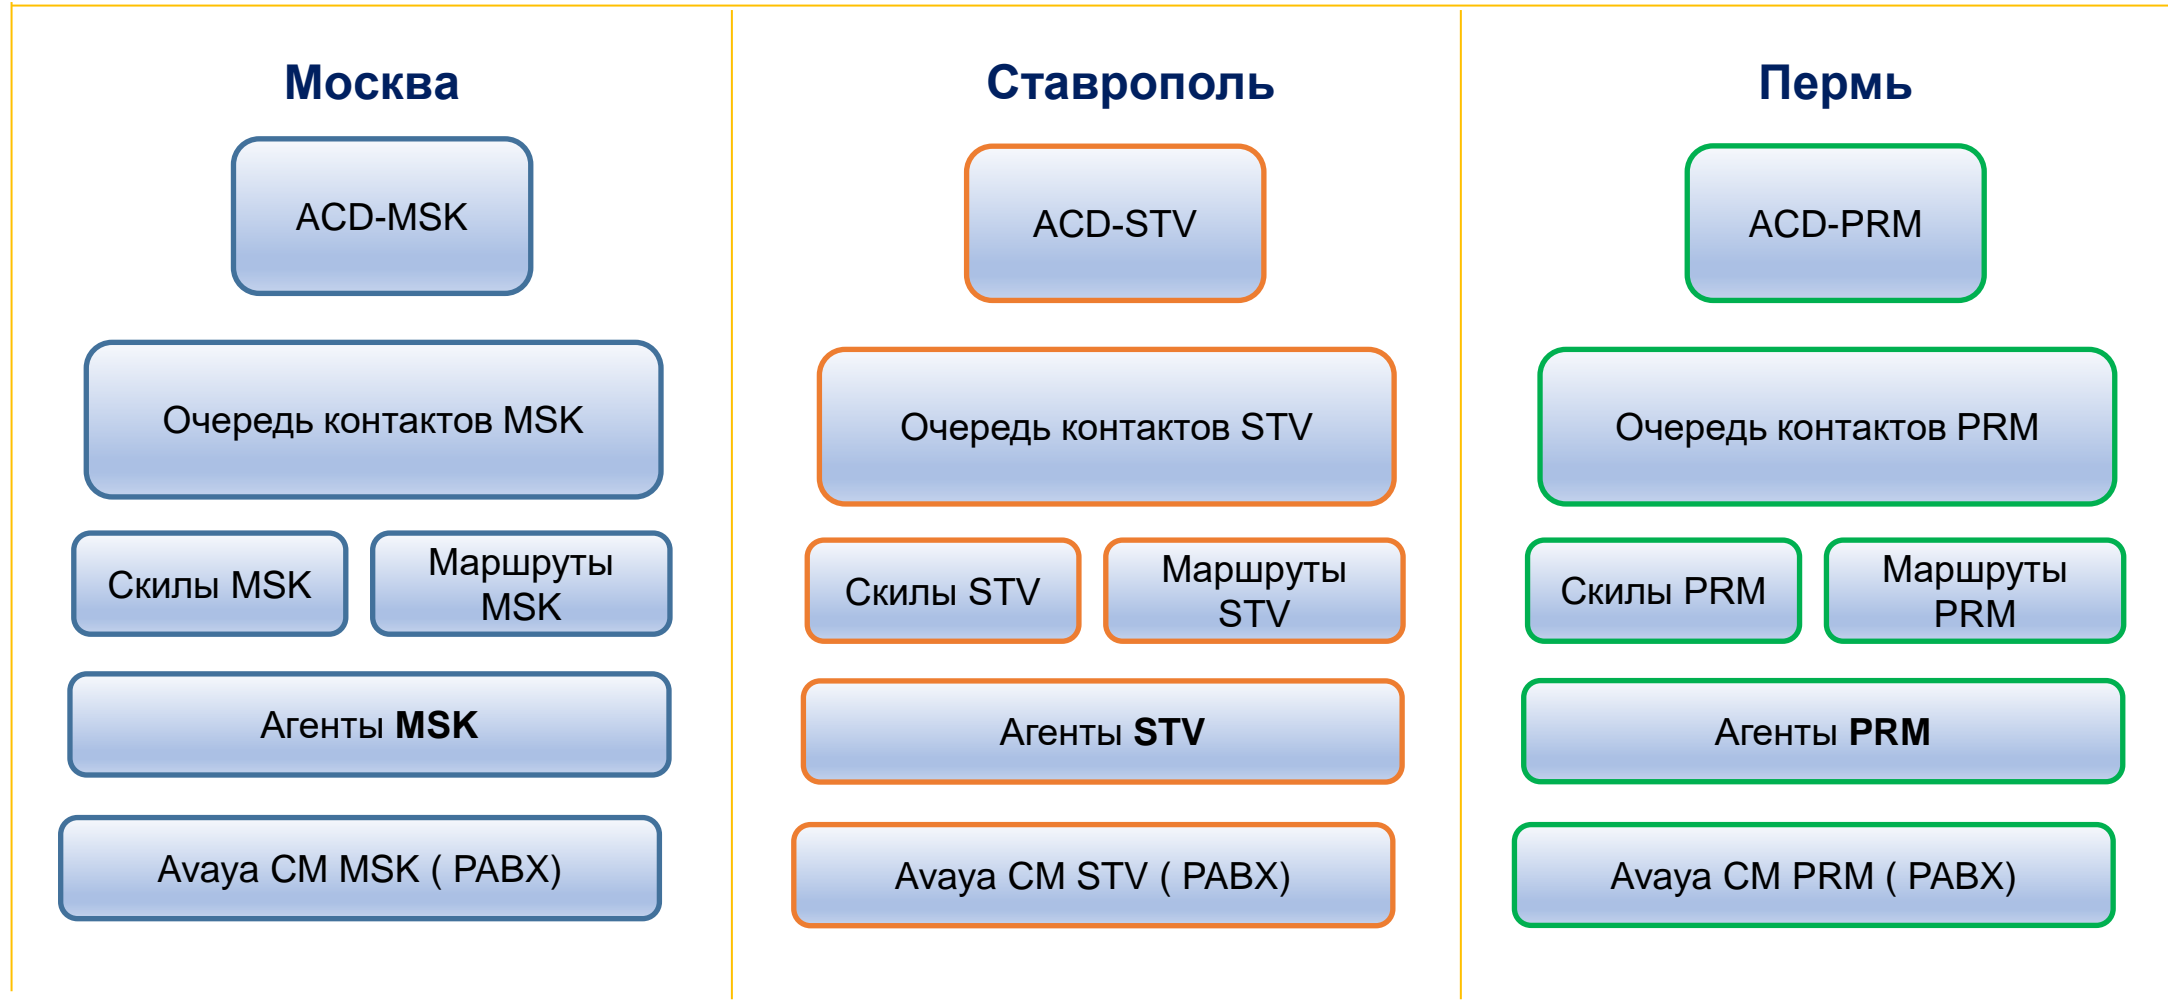 Москва
ACD-MSK
Очередь контактов MSK
Скилы MSK
Маршруты
MSK
Агенты MSK
Avaya CM MSK ( PABX)
Ставрополь
ACD-STV
Очередь контактов STV
Скилы STV
Маршруты
STV
Агенты STV
Avaya CM STV ( PABX)
Пермь
ACD-PRM
Очередь контактов PRM
Скилы PRM
Маршруты
PRM
Агенты PRM
Avaya CM PRM ( PABX)